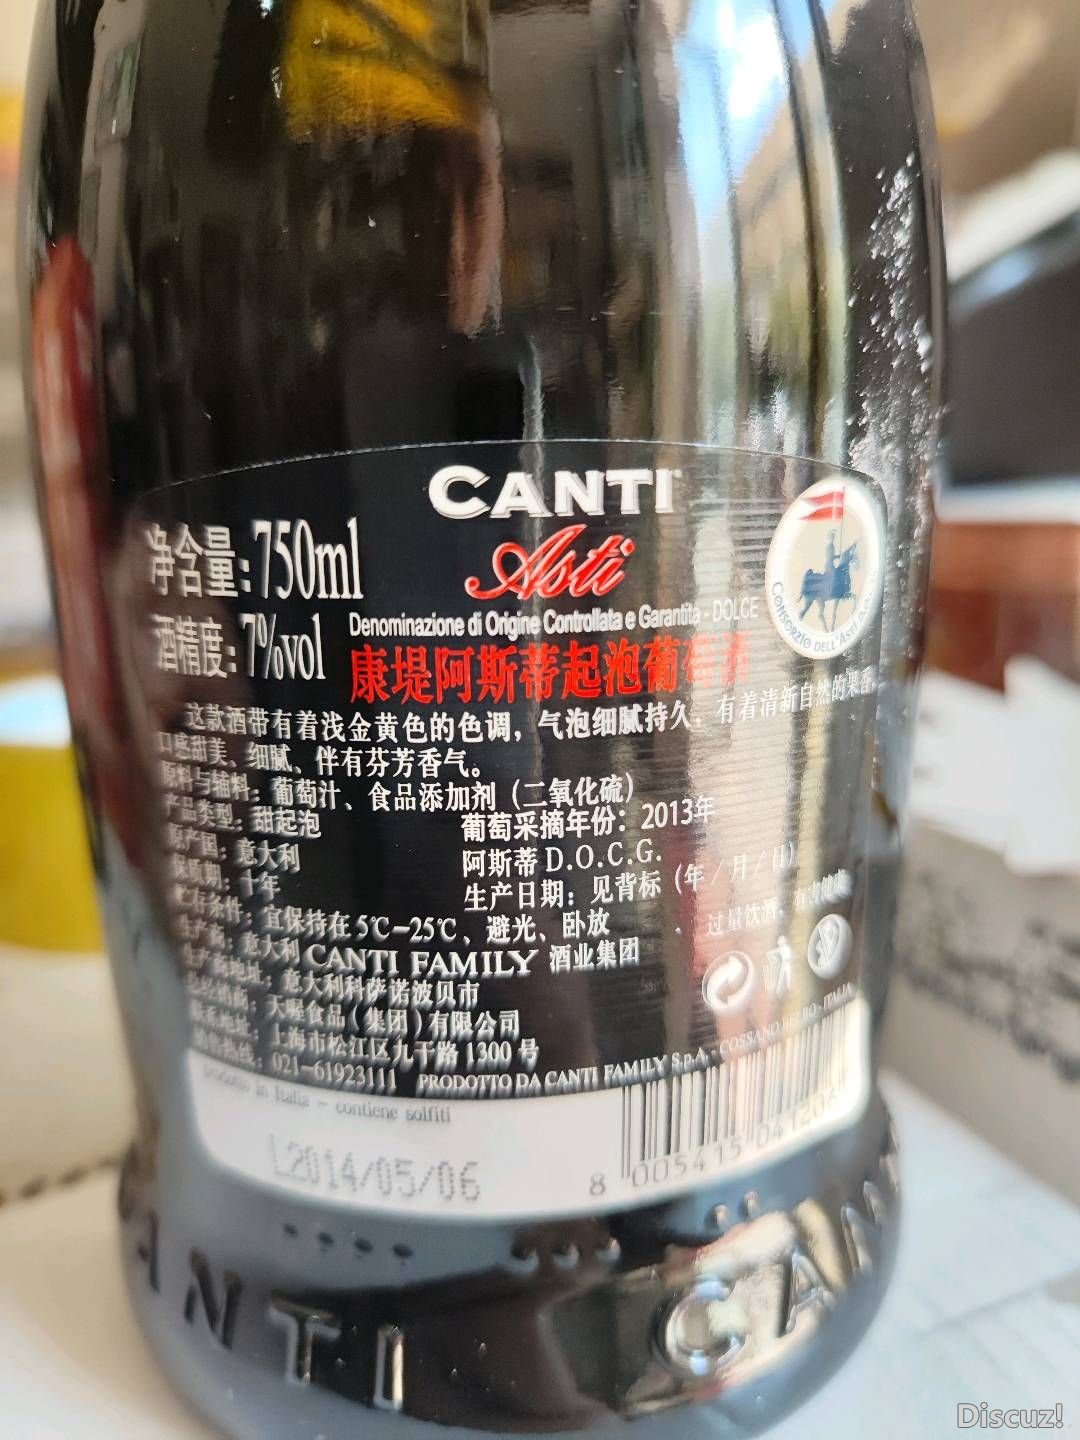 CANTI
Asti
净含量:750ml
酒精度:7%vol
Denominazione di Origine Controllata e Garantita - DOLCE
康堤阿斯蒂起泡葡萄酒
CONSORZIO DELL'ASTI
这款酒带有着浅金黄色的色调，气泡细腻持久，有着清新自然的果香，
口感甜美、细腻、伴有芬芳香气。
原料与辅料：葡萄汁、食品添加剂（二氧化硫）
产品类型：甜起泡
葡萄采摘年份：2013年
原产国：意大利
阿斯蒂 D.O.C.G.
保质期：十年
生产日期：见背标（年/月/日）
贮存条件：宜保持在5℃-25℃、避光、卧放
过量饮酒，有害健康
生产商：意大利 CANTI FAMILY 酒业集团
生产商地址：意大利科萨诺波贝市
总经销商：天喔食品（集团）有限公司
联系地址：上海市松江区九干路 1300 号
销售热线：021-61923111
PRODOTTO DA CANTI FAMILY S.p.A. - COSSANO BELBO - ITALIA
prodotto in Italia - contiene solfiti
L2014/05/06
8 005415 041206
ANTI CAN
Discuz!